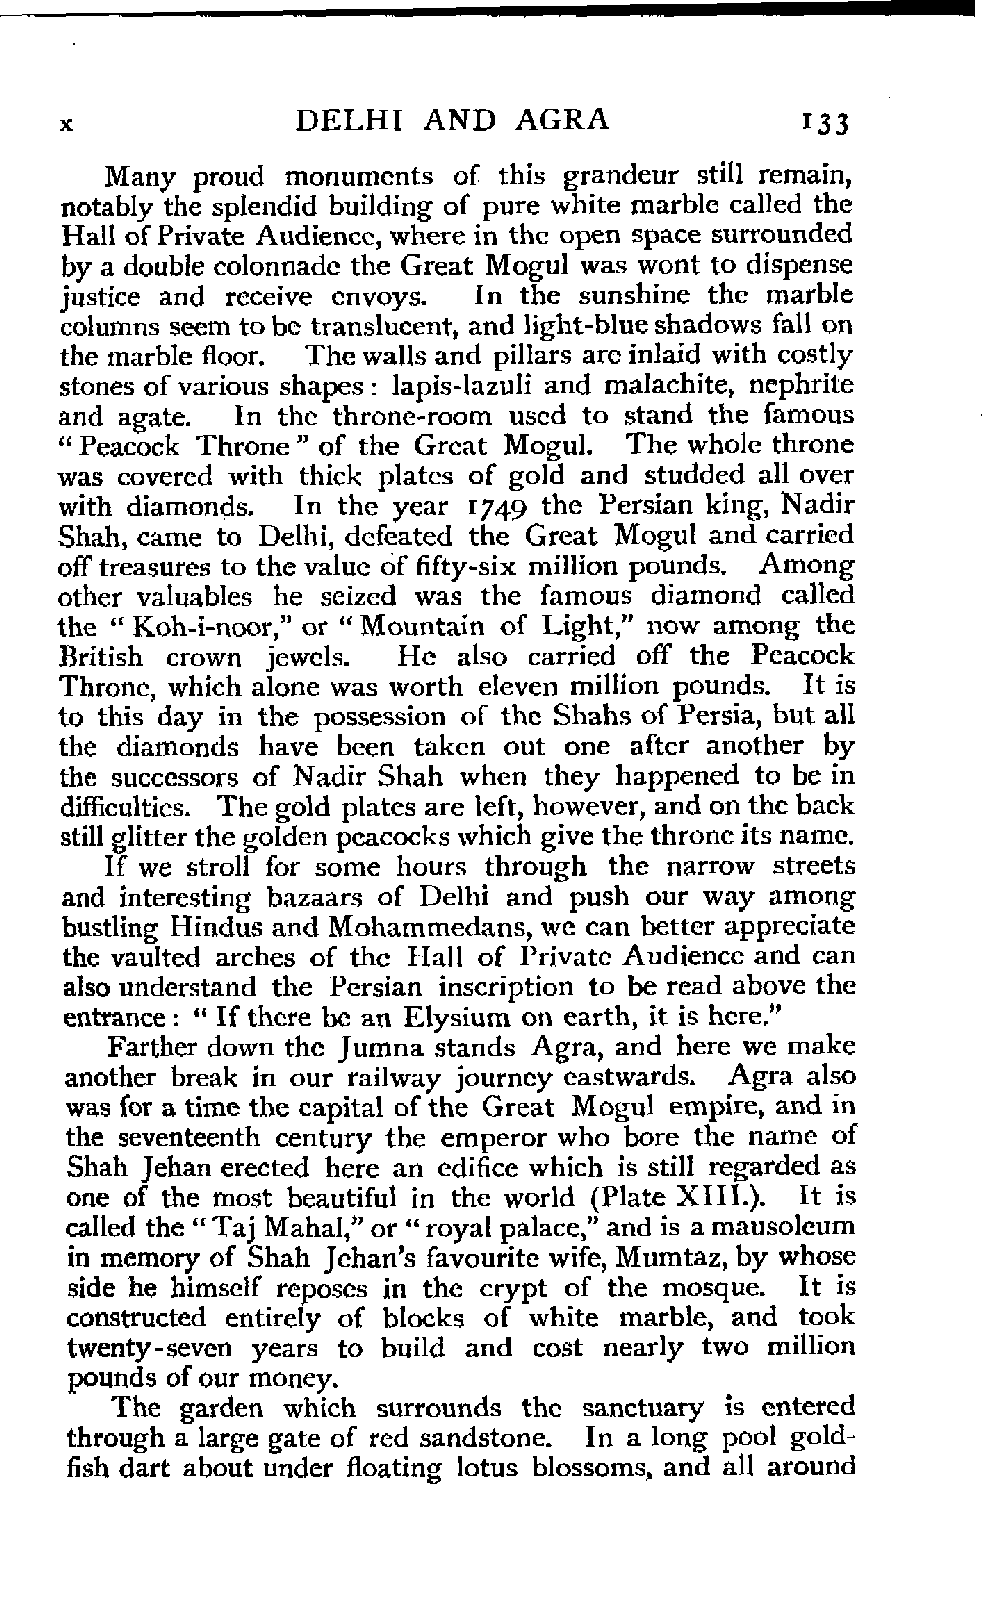 x DELHI AND AGRA 133
Many proud monuments of this grandeur still remain,
notably the splendid building of pure white marble called the
Hall of Private Audience, where in the open space surrounded
by a double colonnade the Great Mogul was wont to dispense
justice and receive envoys. In the sunshine the marble
columns seem to be translucent, and light-blue shadows fall on
the marble floor. The walls and pillars are inlaid with costly
stones of various shapes: lapis-lazuli and malachite, nephrite
and agate. In the throne-room used to stand the famous
"Peacock Throne" of the Great Mogul. The whole throne
was covered with thick plates of gold and studded all over
with diamonds. In the year 1749 the Persian king, Nadir
Shah, came to Delhi, defeated the Great Mogul and carried
off treasures to the value of fifty-six million pounds. Among
other valuables he seized was the famous diamond called
the "Koh-i-noor," or "Mountain of Light," now among the
British crown jewels. He also carried off the Peacock
Throne, which alone was worth eleven million pounds. It is
to this day in the possession of the Shahs of Persia, but all
the diamonds have been taken out one after another by
the successors of Nadir Shah when they happened to be in
difficulties. The gold plates are left, however, and on the back
still glitter the golden peacocks which give the throne its name.
If we stroll for some hours through the narrow streets
and interesting bazaars of Delhi and push our way among
bustling Hindus and Mohammedans, we can better appreciate
the vaulted arches of the Hall of Private Audience and can
also understand the Persian inscription to be read above the
entrance: "If there be an Elysium on earth, it is here."
Farther down the Jumna stands Agra, and here we make
another break in our railway journey eastwards. Agra also
was for a time the capital of the Great Mogul empire, and in
the seventeenth century the emperor who bore the name of
Shah Jehan erected here an edifice which is still regarded as
one of the most beautiful in the world (Plate XIII.). It is
called the "Taj Mahal," or "royal palace," and is a mausoleum
in memory of Shah Jehan's favourite wife, Mumtaz, by whose
side he himself reposes in the crypt of the mosque. It is
constructed entirely of blocks of white marble, and took
twenty-seven years to build and cost nearly two million
pounds of our money.
The garden which surrounds the sanctuary is entered
through a large gate of red sandstone. In a long pool gold-
fish dart about under floating lotus blossoms, and all around